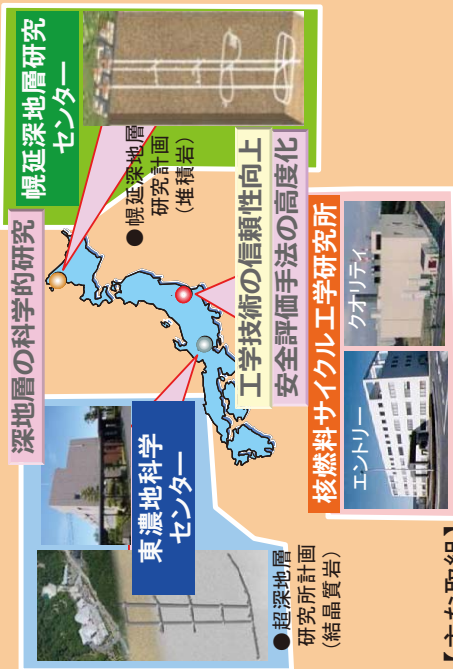 深地層の科学的研究
幌延深地層研究
センター
●幌延深地層
研究計画
(堆積岩)
東濃地科学
センター
●超深地層
研究所計画
(結晶質岩)
工学技術の信頼性向上
安全評価手法の高度化
核燃料サイクル工学研究所
エントリー
クオリティ
【主な取組】